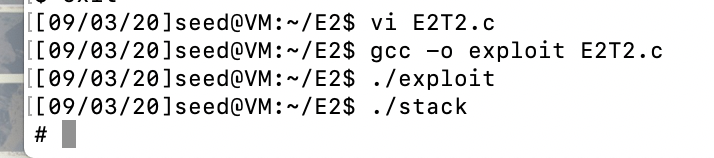 $ exit
[[09/03/20]seed@VM:~/E2$ vi E2T2.c
[[09/03/20]seed@VM:~/E2$ gcc -o exploit E2T2.c
[[09/03/20]seed@VM:~/E2$ ./exploit
[[09/03/20]seed@VM:~/E2$ ./stack
#